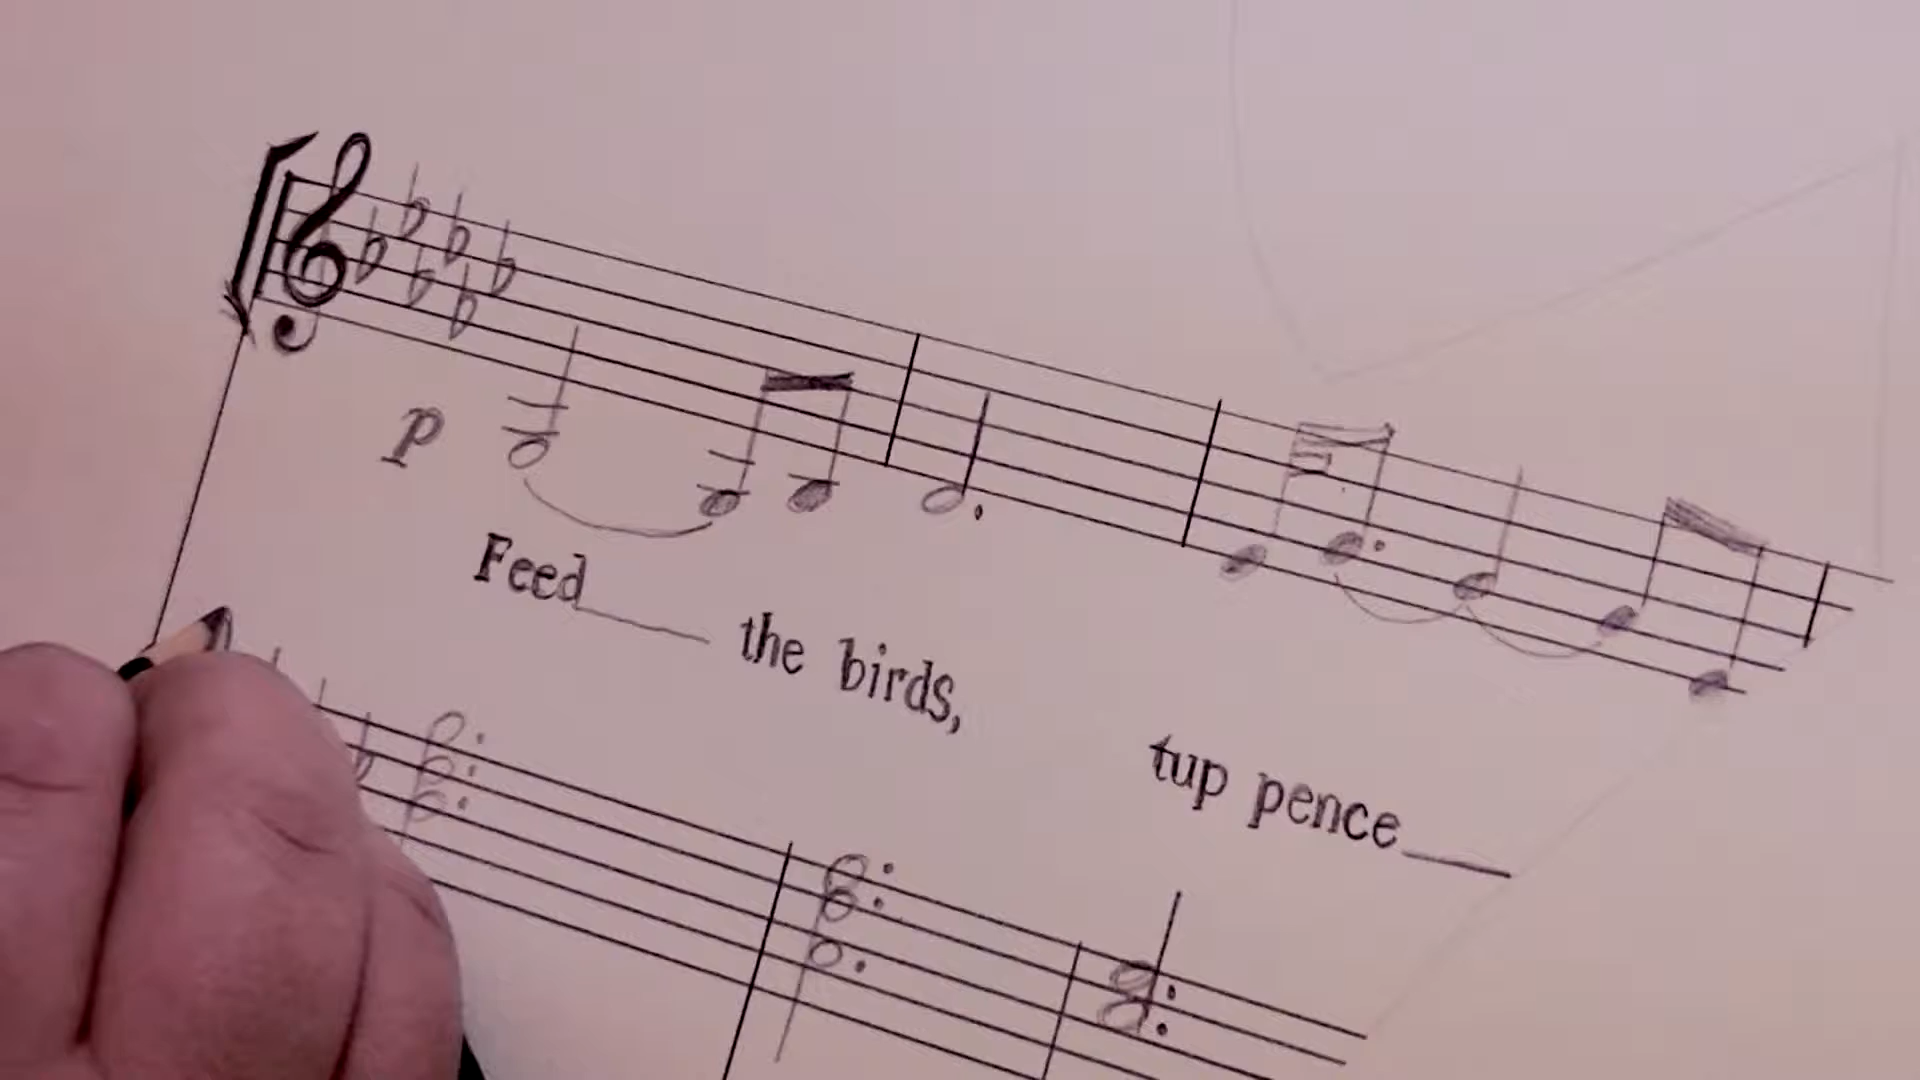 p
Feed___ the birds, tup pence___